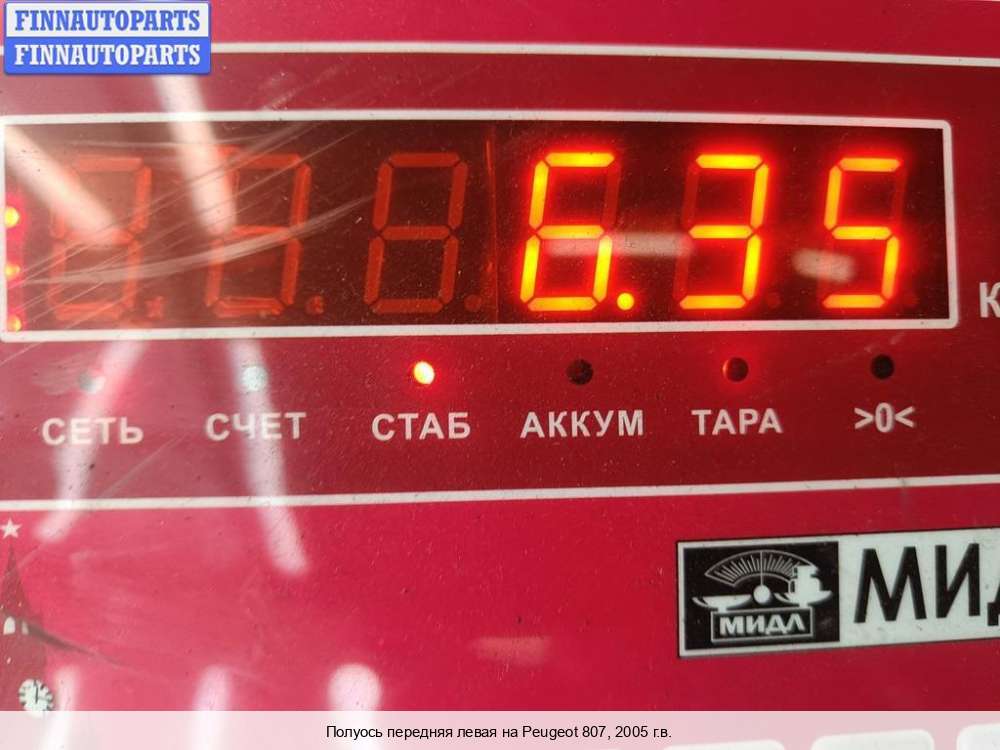 FINNAUTOPARTS
FINNAUTOPARTS
6.35
К
СЕТЬ СЧЕТ СТАБ АККУМ ТАРА >0<
МИДЛ МИД
Полуось передняя левая на Peugeot 807, 2005 г.в.